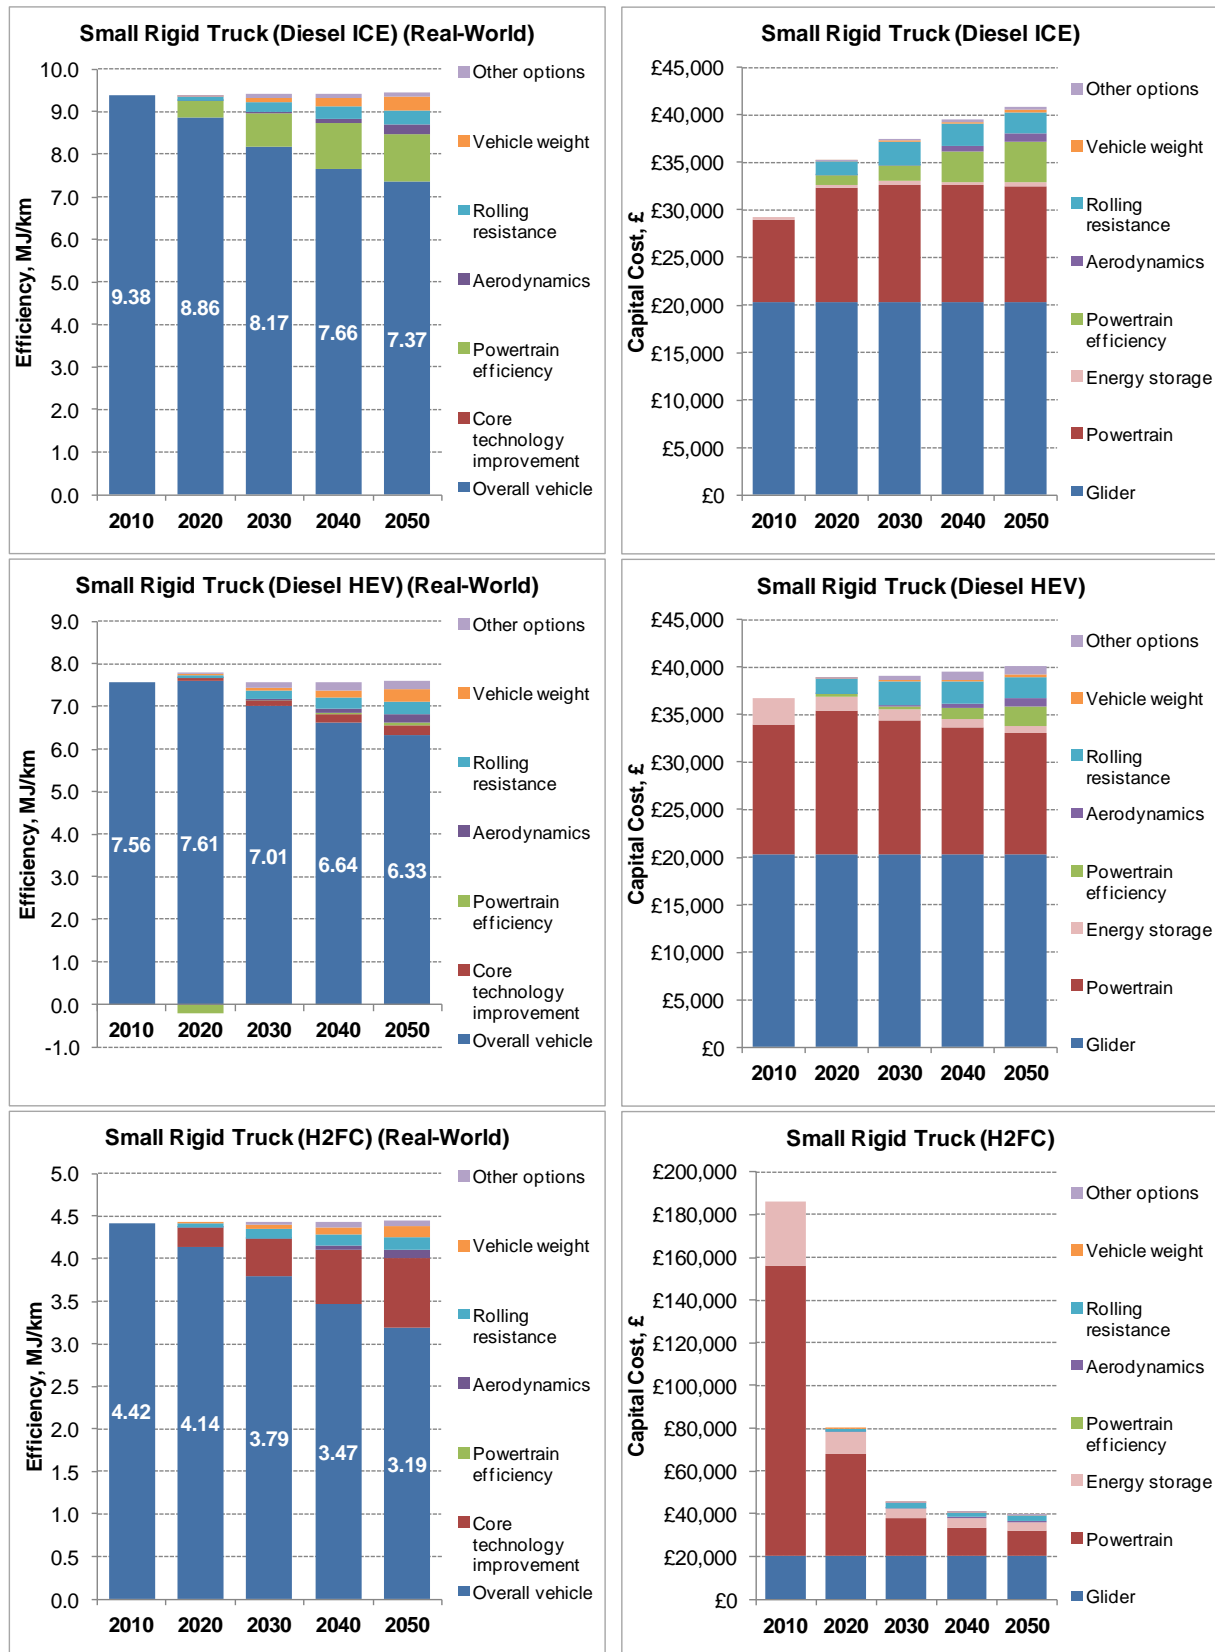 Small Rigid Truck (Diesel ICE) (Real-World)
Efficiency, MJ/km
10.0
9.0
8.0
7.0
6.0
5.0
4.0
3.0
2.0
1.0
0.0
9.38
8.86
8.17
7.66
7.37
2010 2020 2030 2040 2050
Other options
Vehicle weight
Rolling
resistance
Aerodynamics
Powertrain
efficiency
Core
technology
improvement
Overall vehicle
Small Rigid Truck (Diesel ICE)
Capital Cost, £
£45,000
£40,000
£35,000
£30,000
£25,000
£20,000
£15,000
£10,000
£5,000
£0
2010 2020 2030 2040 2050
Other options
Vehicle weight
Rolling
resistance
Aerodynamics
Powertrain
efficiency
Energy storage
Powertrain
Glider
Small Rigid Truck (Diesel HEV) (Real-World)
Efficiency, MJ/km
9.0
8.0
7.0
6.0
5.0
4.0
3.0
2.0
1.0
0.0
-1.0
7.56
7.61
7.01
6.64
6.33
2010 2020 2030 2040 2050
Other options
Vehicle weight
Rolling
resistance
Aerodynamics
Powertrain
efficiency
Core
technology
improvement
Overall vehicle
Small Rigid Truck (Diesel HEV)
Capital Cost, £
£45,000
£40,000
£35,000
£30,000
£25,000
£20,000
£15,000
£10,000
£5,000
£0
2010 2020 2030 2040 2050
Other options
Vehicle weight
Rolling
resistance
Aerodynamics
Powertrain
efficiency
Energy storage
Powertrain
Glider
Small Rigid Truck (H2FC) (Real-World)
Efficiency, MJ/km
5.0
4.5
4.0
3.5
3.0
2.5
2.0
1.5
1.0
0.5
0.0
4.42
4.14
3.79
3.47
3.19
2010 2020 2030 2040 2050
Other options
Vehicle weight
Rolling
resistance
Aerodynamics
Powertrain
efficiency
Core
technology
improvement
Overall vehicle
Small Rigid Truck (H2FC)
Capital Cost, £
£200,000
£180,000
£160,000
£140,000
£120,000
£100,000
£80,000
£60,000
£40,000
£20,000
£0
2010 2020 2030 2040 2050
Other options
Vehicle weight
Rolling
resistance
Aerodynamics
Powertrain
efficiency
Energy storage
Powertrain
Glider